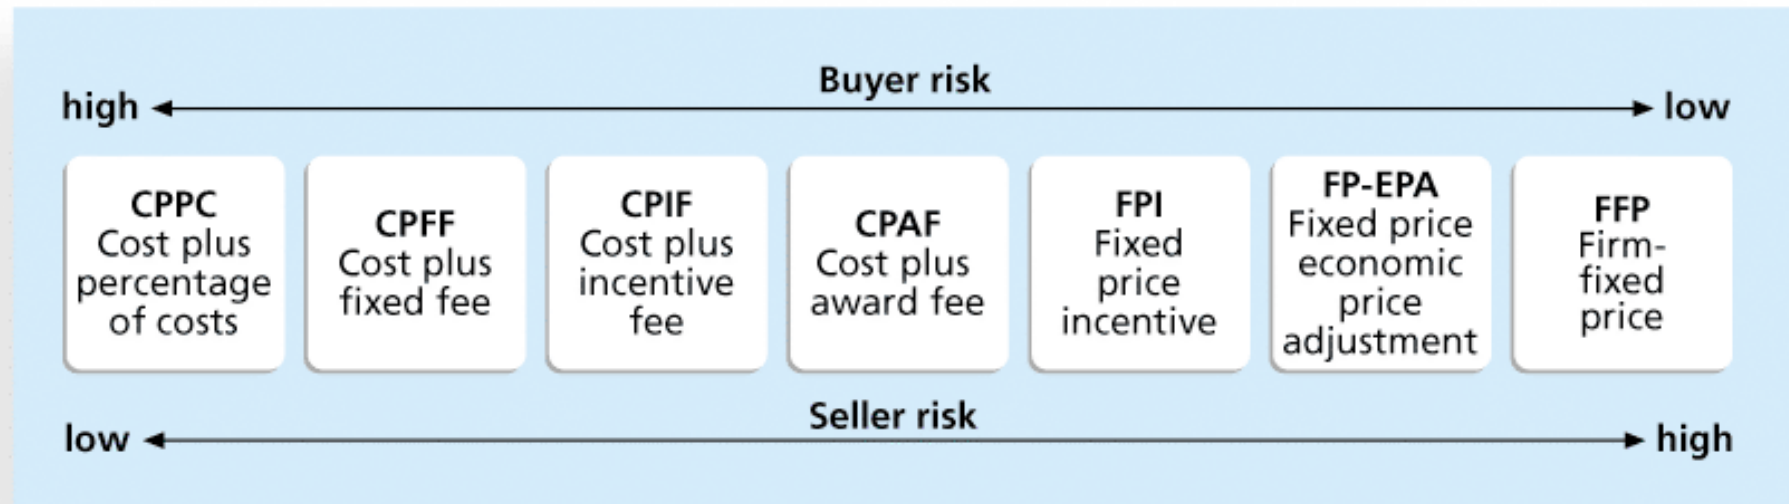 Buyer risk
high
low
CPPC
Cost plus
percentage
of costs
CPFF
Cost plus
fixed fee
CPIF
Cost plus
incentive
fee
CPAF
Cost plus
award fee
FPI
Fixed
price
incentive
FP-EPA
Fixed price
economic
price
adjustment
FFP
Firm-
fixed
price
Seller risk
low
high